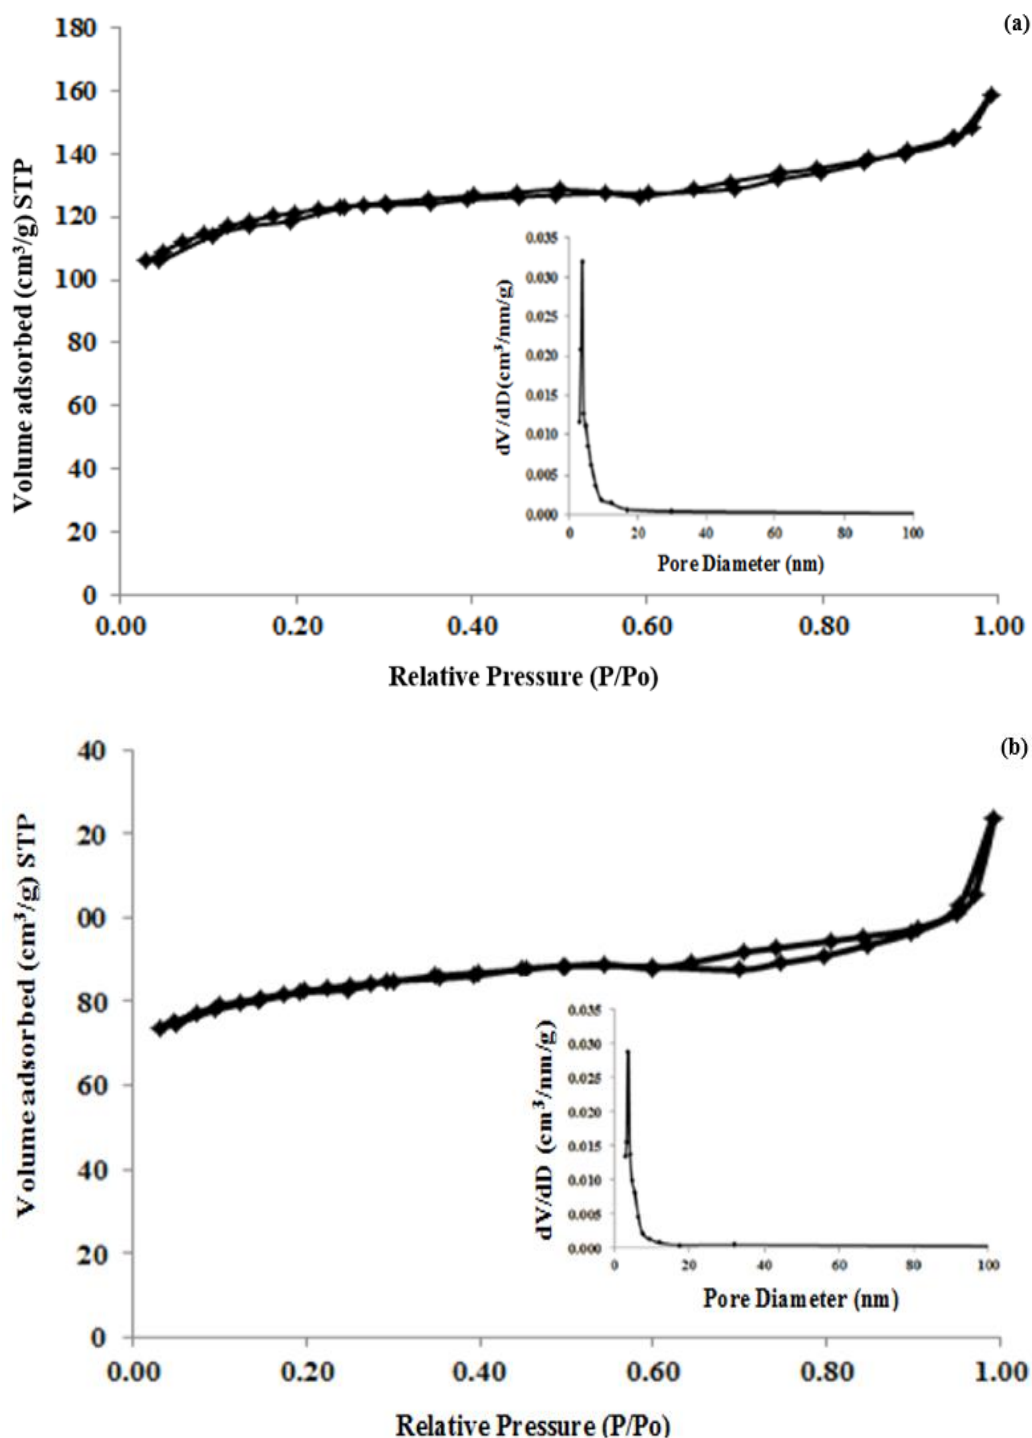 (a)
Volume adsorbed (cm³/g) STP
180
160
140
120
100
80
60
40
20
0
0.00 0.20 0.40 0.60 0.80 1.00
Relative Pressure (P/Po)
dV/dD(cm³/nm/g)
0.035
0.030
0.025
0.020
0.015
0.010
0.005
0.000
0 20 40 60 80 100
Pore Diameter (nm)
(b)
Volume adsorbed (cm³/g) STP
40
20
00
80
60
40
20
0
0.00 0.20 0.40 0.60 0.80 1.00
Relative Pressure (P/Po)
dV/dD (cm³/nm/g)
0.035
0.030
0.025
0.020
0.015
0.010
0.005
0.000
0 20 40 60 80 100
Pore Diameter (nm)